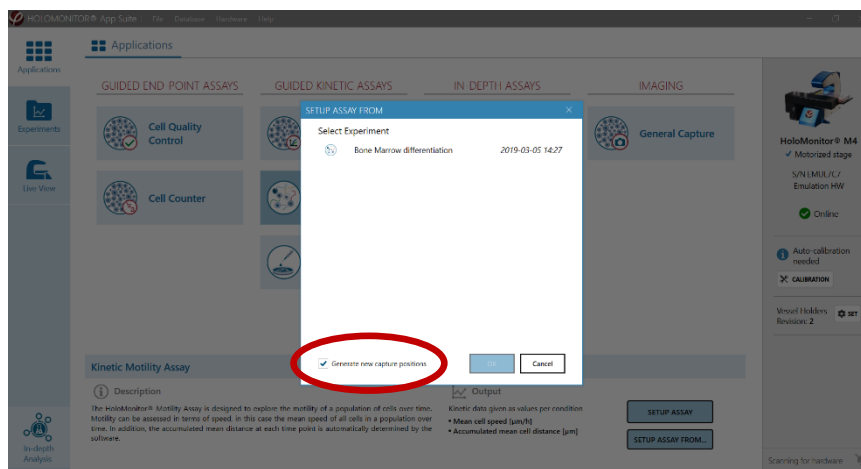 HOLOMONITOR® App Suite File Database Hardware Help
Applications
Applications
GUIDED END-POINT ASSAYS GUIDED KINETIC ASSAYS IN-DEPTH ASSAYS IMAGING
SETUP ASSAY FROM
Select Experiment
Bone Marrow differentiation 2019-03-05 14:27
Cell Quality
Control
General Capture
Experiments
HoloMonitor® M4
Motorized stage
S/N
Emulation HW
Live View
Cell Counter
Online
Auto-calibration
needed
CALIBRATION
Vessel Holders
Revision: 2
SET
Generate new capture positions
OK
Cancel
Kinetic Motility Assay
Description
The HoloMonitor® Motility Assay is designed to explore the motility of a population of cells over time.
Motility can be assessed in terms of speed, in this case the mean speed of all cells in a population over
time. In addition, the accumulated mean distance at each time point is automatically determined by the
software.
Output
Kinetic data given as values per condition
• Mean cell speed [µm/h]
• Accumulated mean cell distance [µm]
SETUP ASSAY
SETUP ASSAY FROM...
In-depth
Analysis
Scanning for hardware